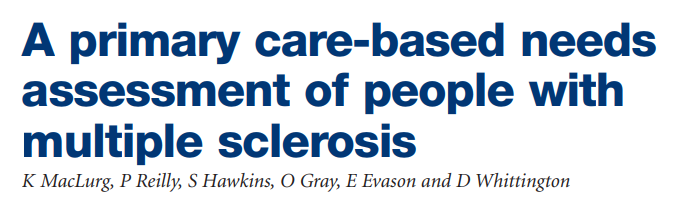 A primary care-based needs
assessment of people with
multiple sclerosis
K MacLurg, P Reilly, S Hawkins, O Gray, E Evason and D Whittington